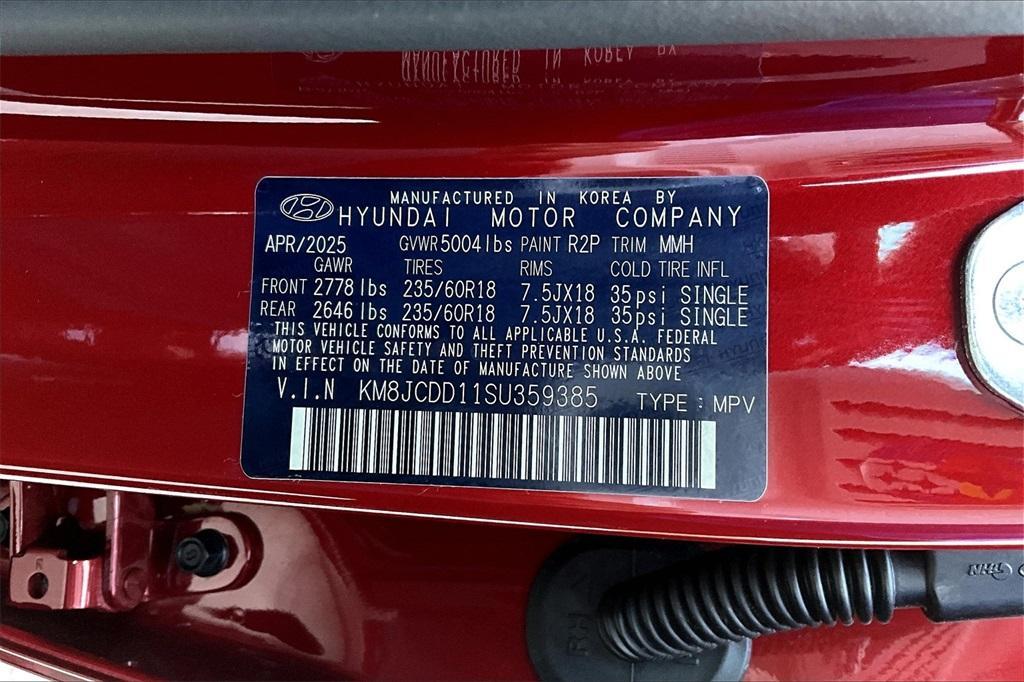 MANUFACTURED IN KOREA BY
HYUNDAI MOTOR COMPANY
APR/2025 GVWR 5004 lbs PAINT R2P TRIM MMH
GAWR TIRES RIMS COLD TIRE INFL
FRONT 2778 lbs 235/60R18 7.5JX18 35psi SINGLE
REAR 2646 lbs 235/60R18 7.5JX18 35psi SINGLE
THIS VEHICLE CONFORMS TO ALL APPLICABLE U.S.A. FEDERAL
MOTOR VEHICLE SAFETY AND THEFT PREVENTION STANDARDS
IN EFFECT ON THE DATE OF MANUFACTURE SHOWN ABOVE
V.I.N KM8JCDD11SU359385 TYPE : MPV
RH